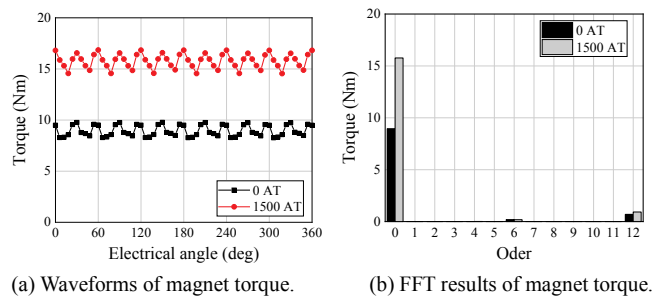 20
15
10
5
0
Torque (Nm)
0 AT
1500 AT
0 60 120 180 240 300 360
Electrical angle (deg)
(a) Waveforms of magnet torque.
20
15
10
5
0
Torque (Nm)
0 AT
1500 AT
0 1 2 3 4 5 6 7 8 9 10 11 12
Oder
(b) FFT results of magnet torque.